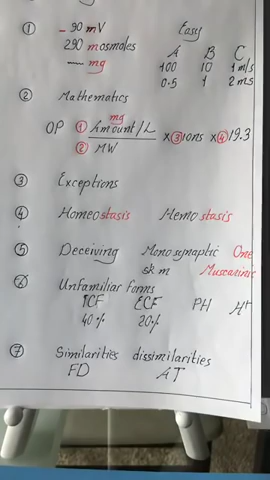 ① - 90 mV Easy
290 mosmoles A B C
— mg 100 10 1 m/s
0.5 1 2 ms
② Mathematics
mg
OP ① Amount/L × ③ ions × ④ 19.3
② MW
③ Exceptions
④ Homeostasis Hemostasis
⑤ Deceiving Monosynaptic One
sk m Muscarinic
⑥ Unfamiliar forms
ICF ECF PH H+
40% 20%
⑦ Similarities dissimilarities
FD AT